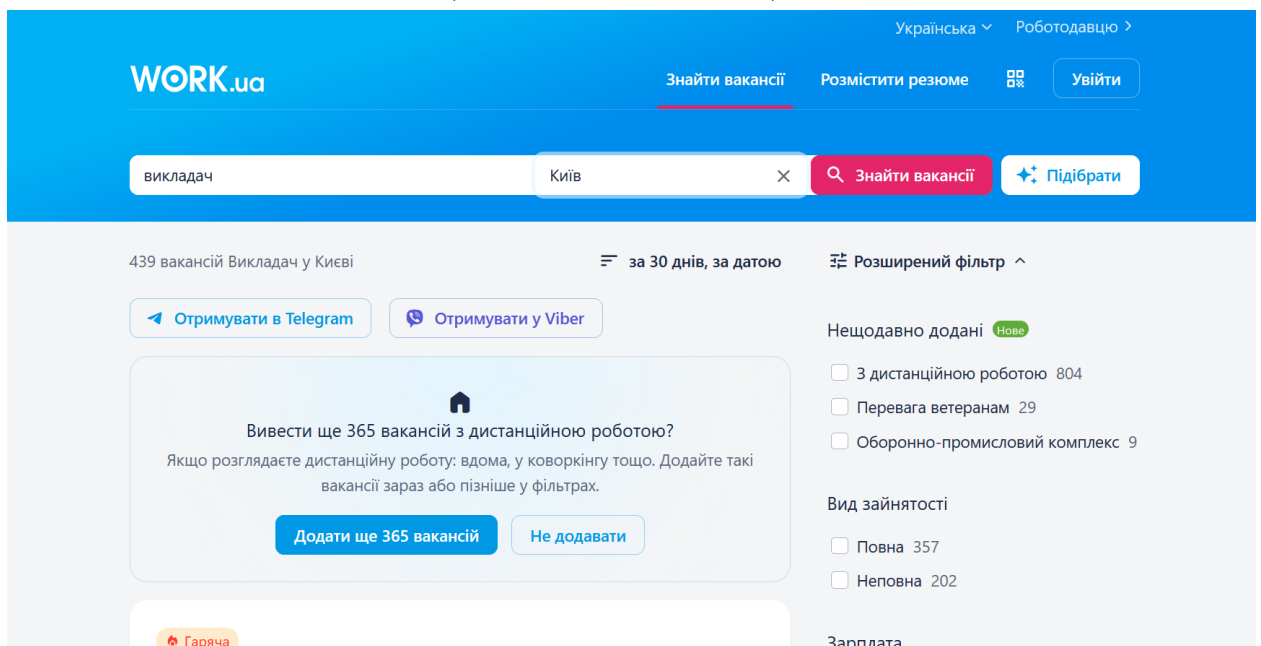 Українська
Роботодавцю
WORK.ua
Знайти вакансії
Розмістити резюме
Увійти
викладач
Київ
Знайти вакансії
Підібрати
439 вакансій Викладач у Києві
за 30 днів, за датою
Розширений фільтр
Отримувати в Telegram
Отримувати у Viber
Вивести ще 365 вакансій з дистанційною роботою?
Якщо розглядаєте дистанційну роботу: вдома, у коворкінгу тощо. Додайте такі
вакансії зараз або пізніше у фільтрах.
Додати ще 365 вакансій
Не додавати
Гаряча
Нещодавно додані Нове
З дистанційною роботою 804
Перевага ветеранам 29
Оборонно-промисловий комплекс 9
Вид зайнятості
Повна 357
Неповна 202
Зарплата